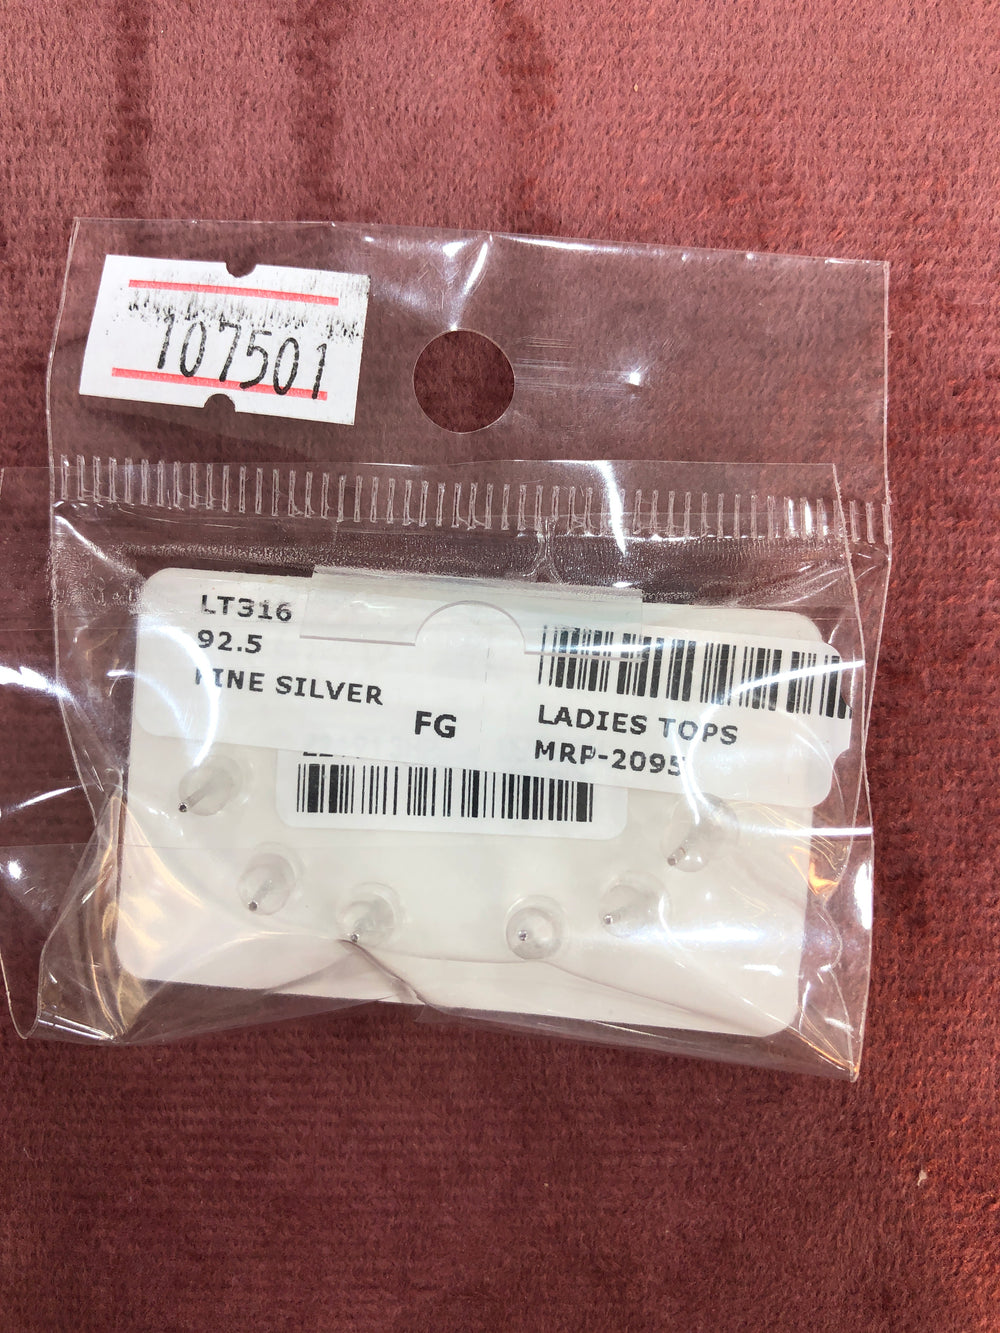 107501
LT316
92.5
FINE SILVER
FG
LADIES TOPS
MRP-2095